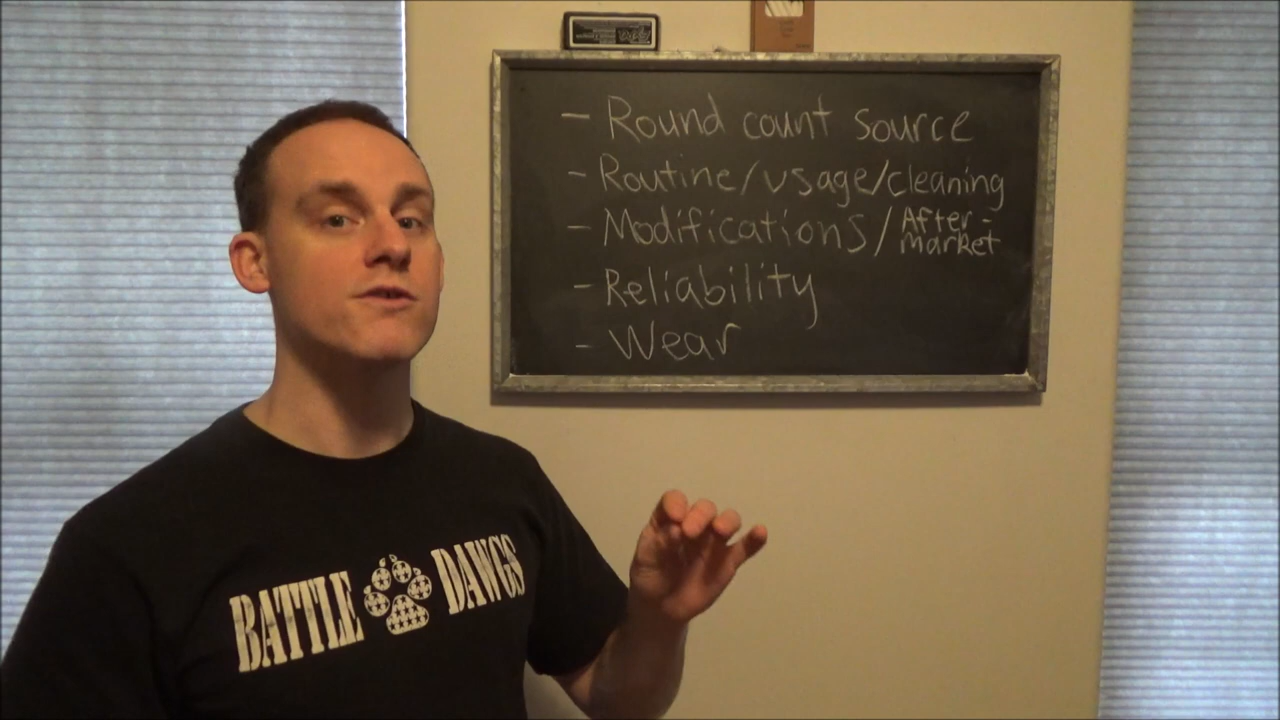 - Round count source
- Routine/usage/cleaning
- Modifications/After-
market
- Reliability
- Wear
BATTLE DAWGS